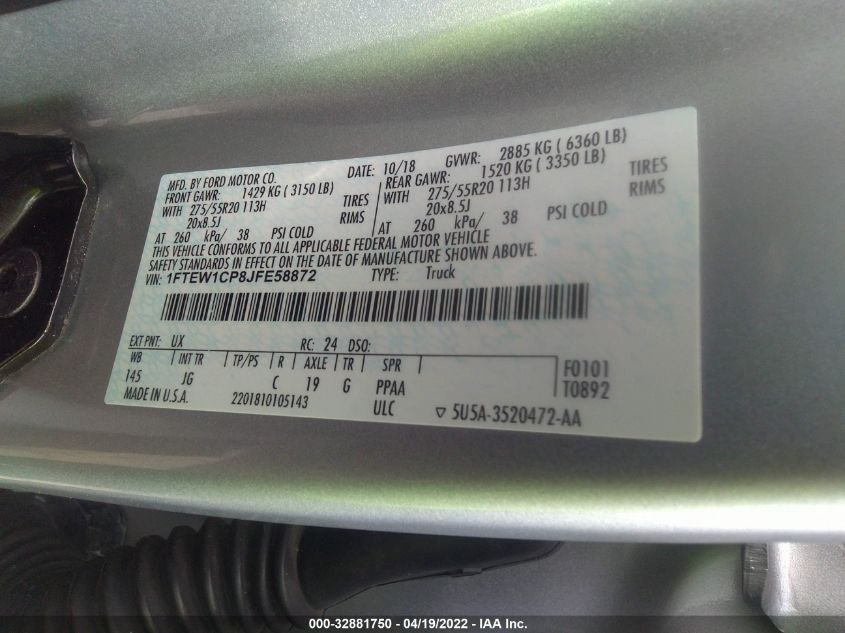 MFD. BY FORD MOTOR CO. DATE: 10/18 GVWR: 2885 KG ( 6360 LB)
FRONT GAWR: 1429 KG ( 3150 LB) REAR GAWR: 1520 KG ( 3350 LB)
WITH 275/55R20 113H TIRES WITH 275/55R20 113H TIRES
20x8.5J RIMS 20x8.5J RIMS
AT 260 kPa/ 38 PSI COLD AT 260 kPa/ 38 PSI COLD
THIS VEHICLE CONFORMS TO ALL APPLICABLE FEDERAL MOTOR VEHICLE
SAFETY STANDARDS IN EFFECT ON THE DATE OF MANUFACTURE SHOWN ABOVE.
VIN: 1FTEW1CP8JFE58872 TYPE: Truck
EXT PNT: UX RC: 24 DSO:
WB INT TR TP/PS R AXLE TR SPR F0101
145 JG C 19 G PPAA T0892
MADE IN U.S.A. 2201810105143 ULC ▽ 5U5A-3520472-AA
000-32881750 - 04/19/2022 - IAA Inc.